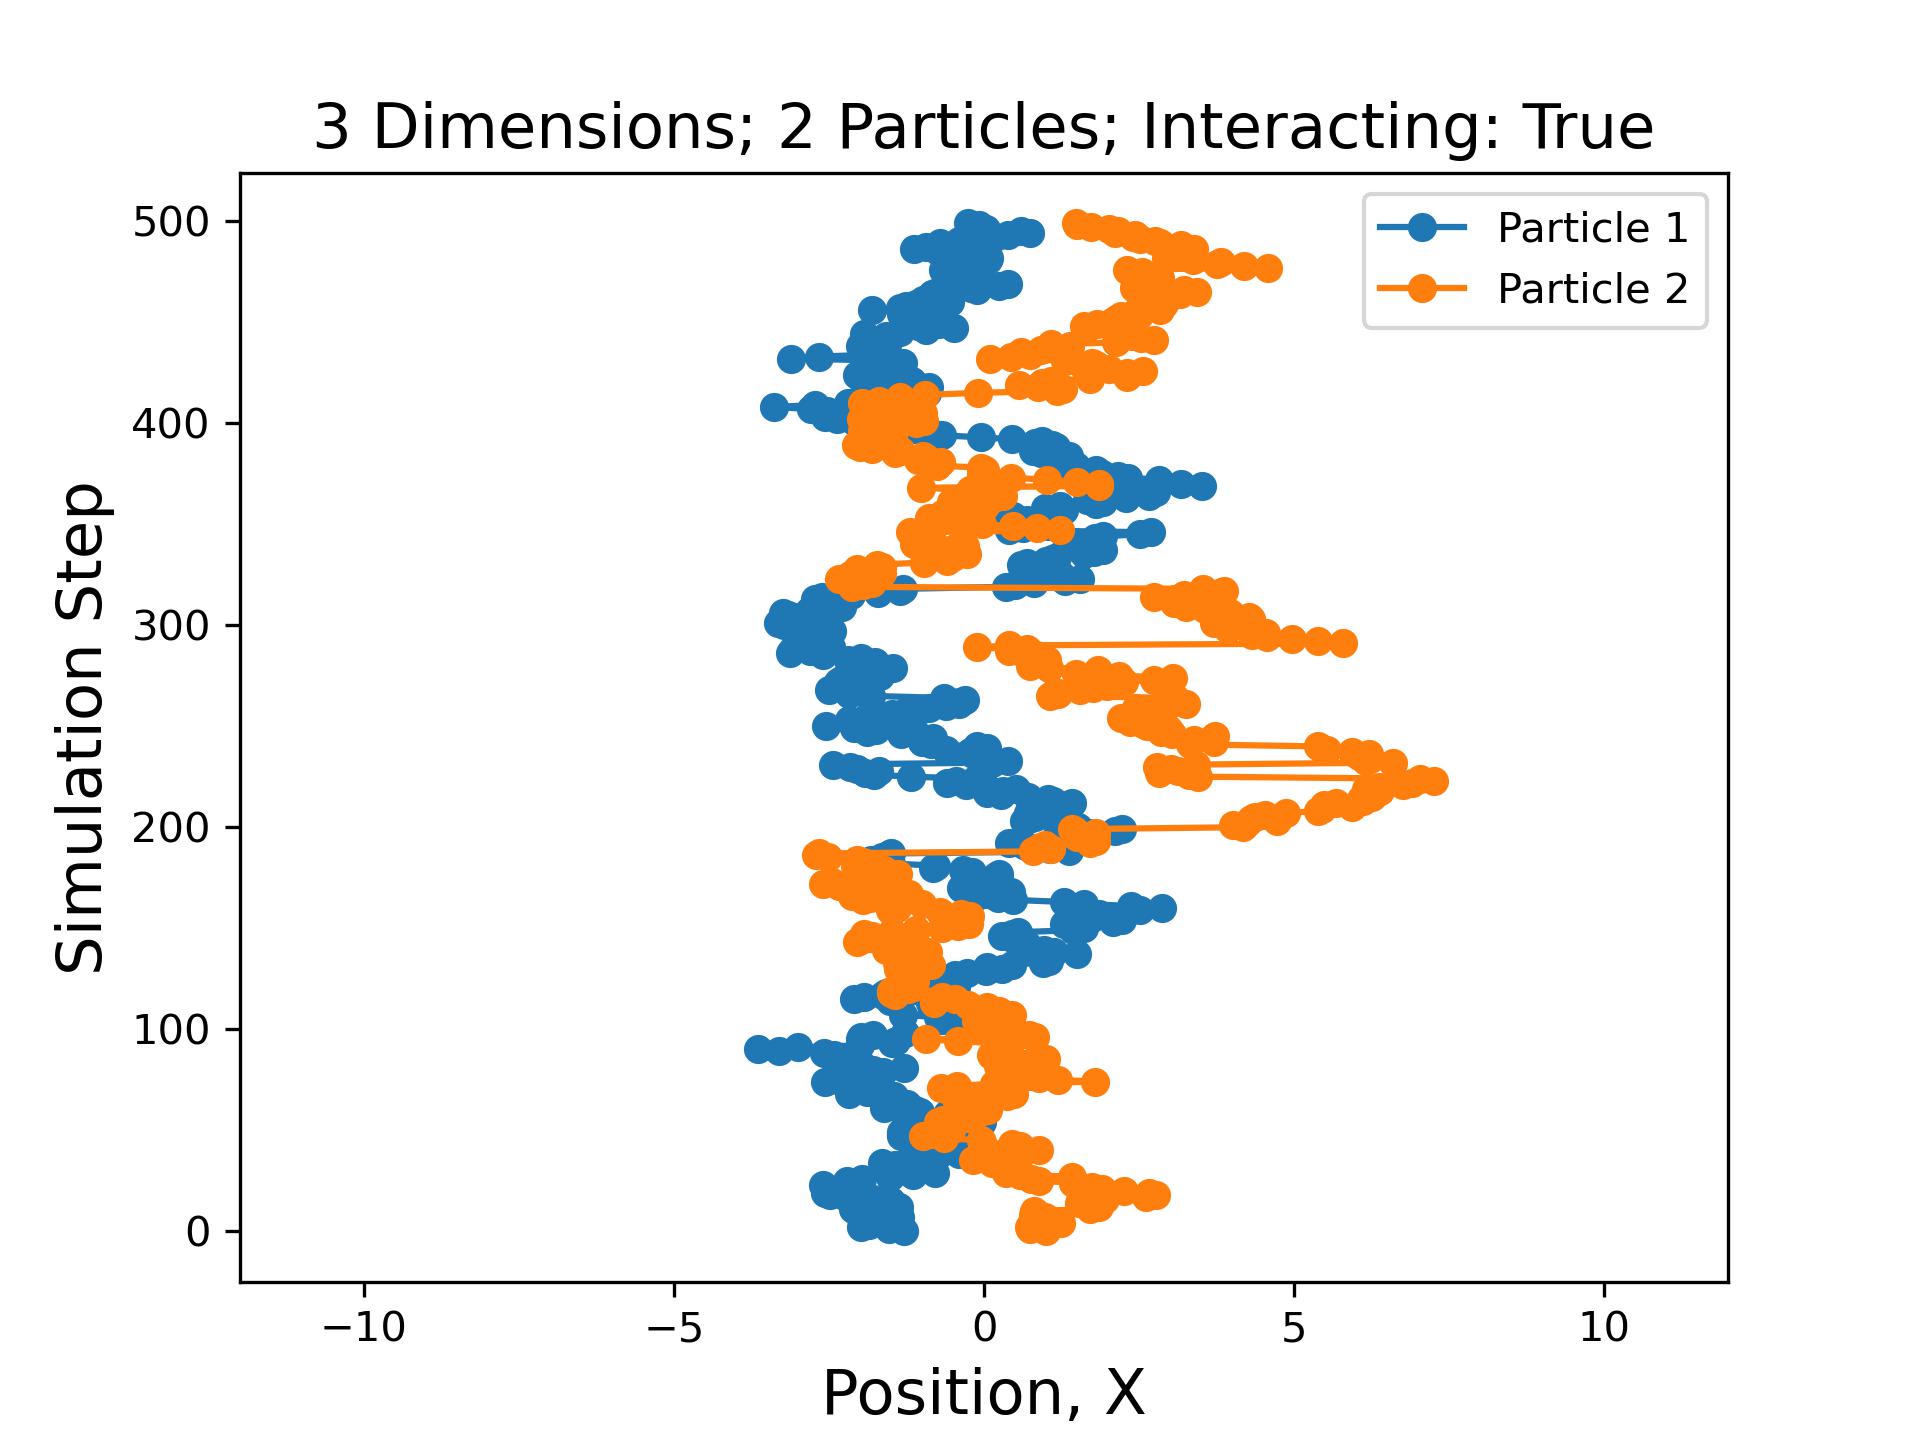 3 Dimensions; 2 Particles; Interacting: True
Particle 1
Particle 2
500
400
300
200
100
0
Simulation Step
−10
−5
0
5
10
Position, X